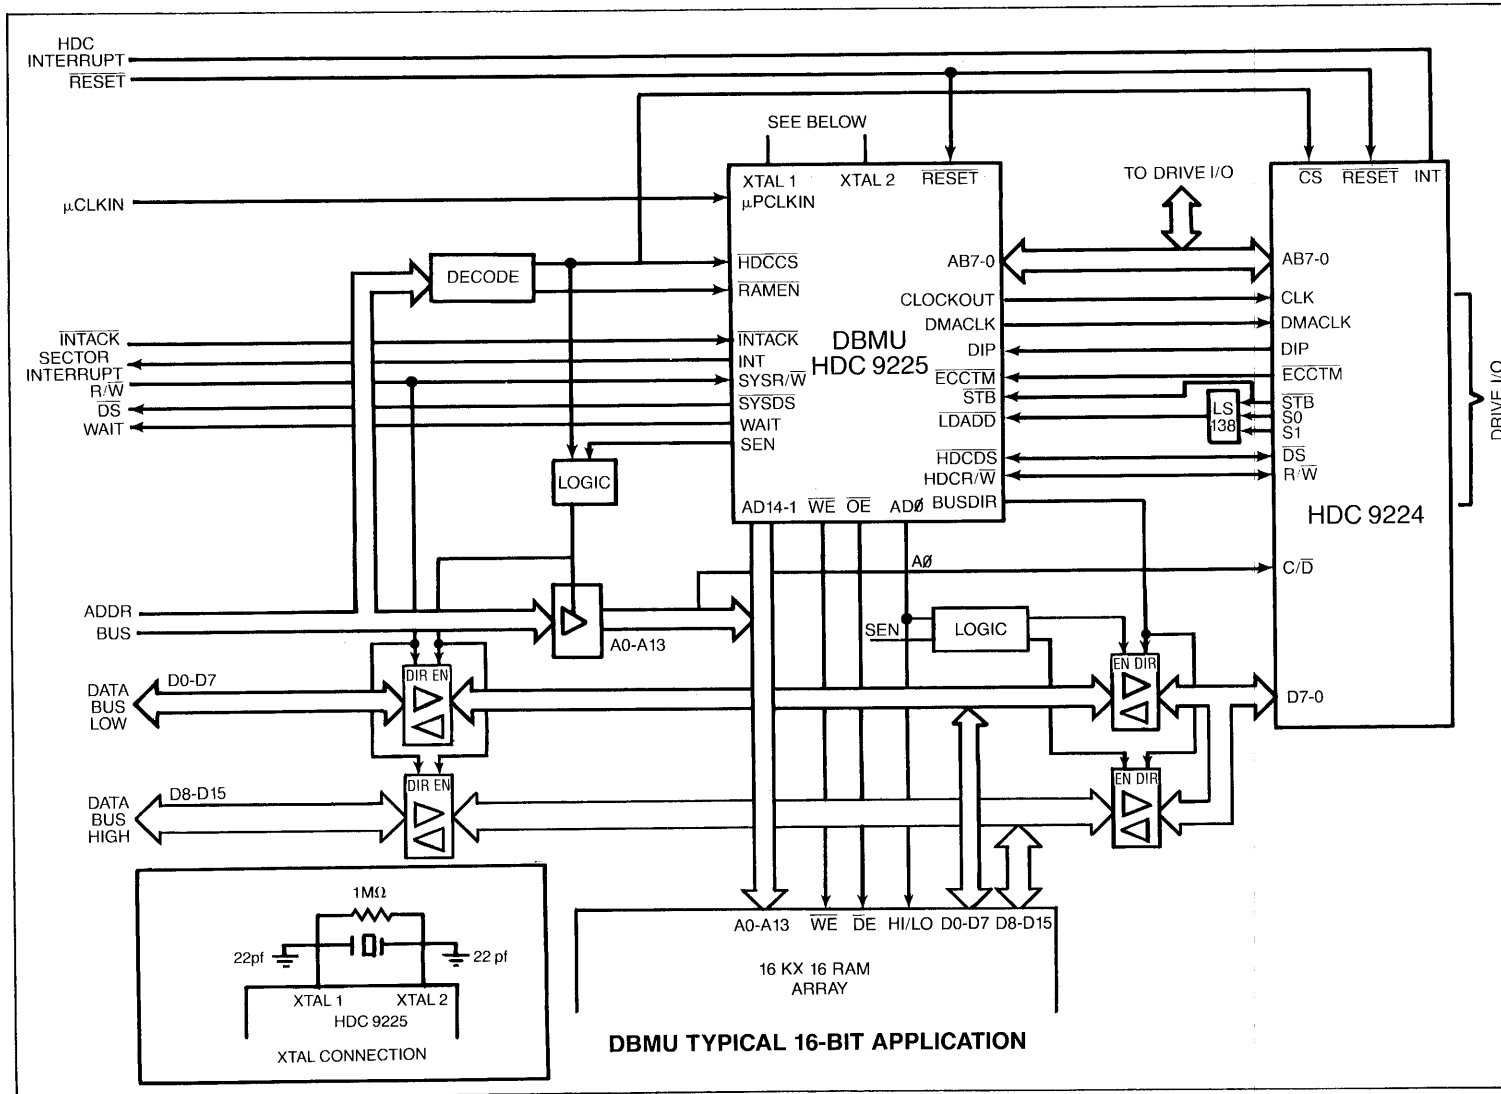 HDC
INTERRUPT
RESET
SEE BELOW
XTAL 1
XTAL 2
RESET
μPCLKIN
μCLKIN
TO DRIVE I/O
CS
RESET
INT
DECODE
HDCCS
RAMEN
AB7-0
AB7-0
CLOCKOUT
CLK
DMACLK
DMACLK
INTACK
SECTOR
INTERRUPT
R/W
DS
WAIT
INTACK
INT
SYSR/W
SYSDS
WAIT
SEN
DBMU
HDC 9225
DIP
DIP
ECCTM
ECCTM
STB
LDADD
LS
138
STB
S0
S1
HDCDS
DS
HDCR/W
R/W
DRIVE I/O
LOGIC
AD14-1
WE
OE
ADØ
BUSDIR
HDC 9224
AØ
C/D
ADDR
BUS
A0-A13
SEN
LOGIC
DIR EN
EN DIR
DATA
BUS
LOW
D0-D7
D7-0
DIR EN
EN DIR
DATA
BUS
HIGH
D8-D15
A0-A13
WE
DE
HI/LO
D0-D7
D8-D15
16 KX 16 RAM
ARRAY
1MΩ
22pf
22 pf
XTAL 1
XTAL 2
HDC 9225
XTAL CONNECTION
DBMU TYPICAL 16-BIT APPLICATION